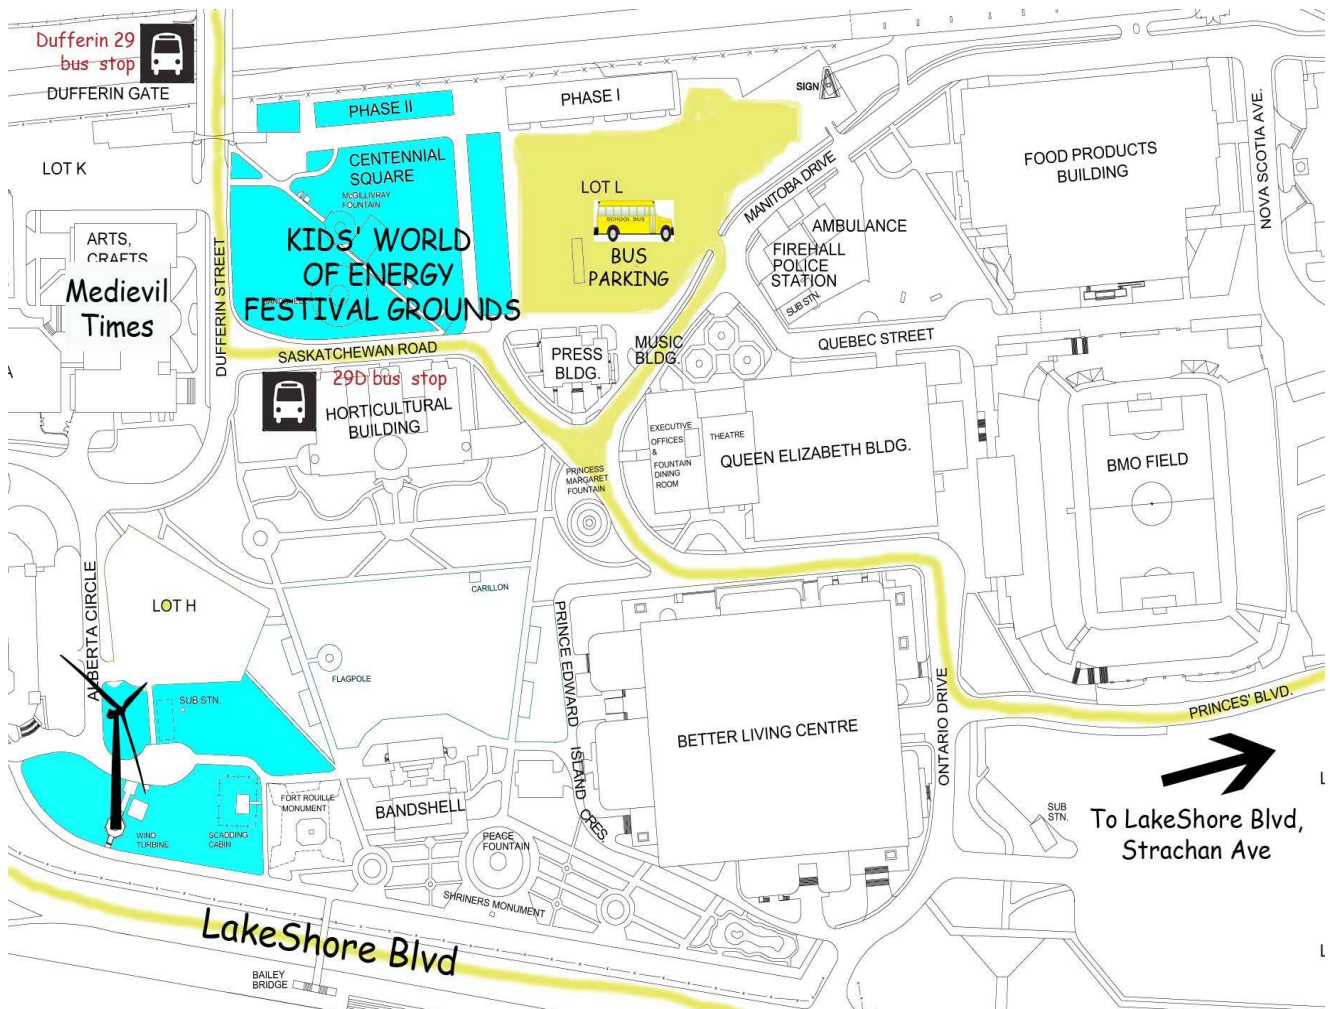 Dufferin 29
bus stop
DUFFERIN GATE
PHASE II
PHASE I
SIGN
LOT K
CENTENNIAL
SQUARE
McGILLIVRAY
FOUNTAIN
LOT L
SCHOOL BUS
BUS
PARKING
MANITOBA DRIVE
FOOD PRODUCTS
BUILDING
NOVA SCOTIA AVE.
ARTS,
CRAFTS
Medievil
Times
DUFFERIN STREET
KIDS' WORLD
OF ENERGY
FESTIVAL GROUNDS
AMBULANCE
FIREHALL
POLICE
STATION
SUB STN.
SASKATCHEWAN ROAD
29D bus stop
HORTICULTURAL
BUILDING
PRESS
BLDG.
MUSIC
BLDG.
QUEBEC STREET
A
EXECUTIVE
OFFICES
&
FOUNTAIN
DINING
ROOM
THEATRE
QUEEN ELIZABETH BLDG.
BMO FIELD
PRINCESS
MARGARET
FOUNTAIN
LOT H
ALBERTA CIRCLE
CARILLON
FLAGPOLE
PRINCE EDWARD ISLAND CRES.
SUB STN.
BETTER LIVING CENTRE
ONTARIO DRIVE
PRINCES' BLVD.
To LakeShore Blvd,
Strachan Ave
SUB
STN.
L
FORT ROUILLE
MONUMENT
BANDSHELL
WIND
TURBINE
SCADDING
CABIN
PEACE
FOUNTAIN
SHRINERS MONUMENT
LakeShore Blvd
BAILEY
BRIDGE
L